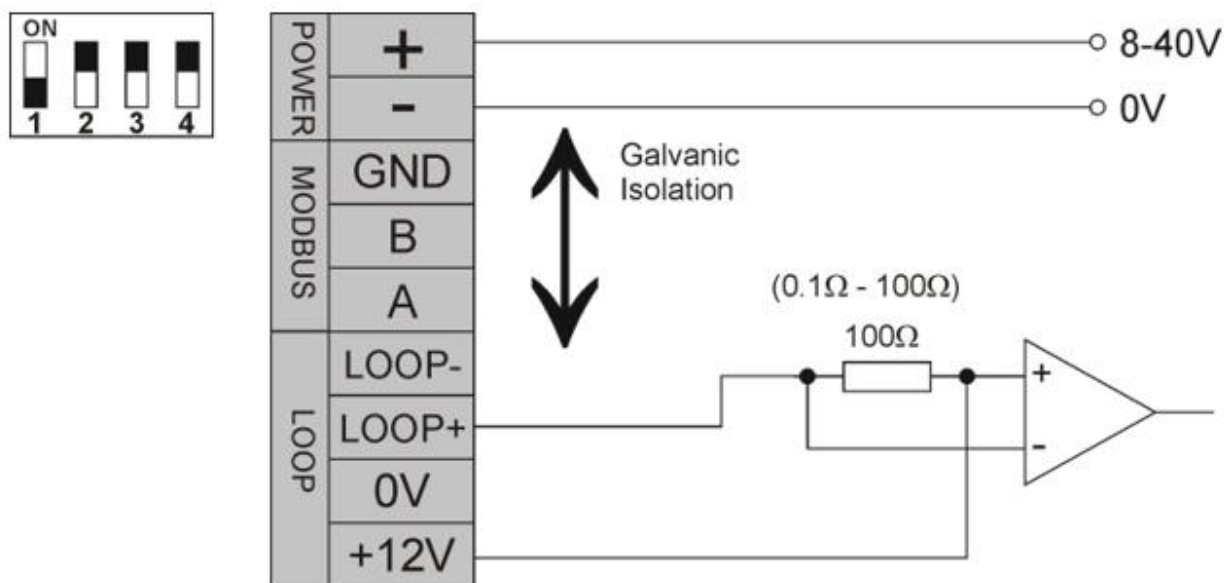 ON
1 2 3 4
POWER
+
-
MODBUS
GND
B
A
LOOP
LOOP-
LOOP+
0V
+12V
8-40V
0V
Galvanic
Isolation
(0.1Ω - 100Ω)
100Ω
+
-